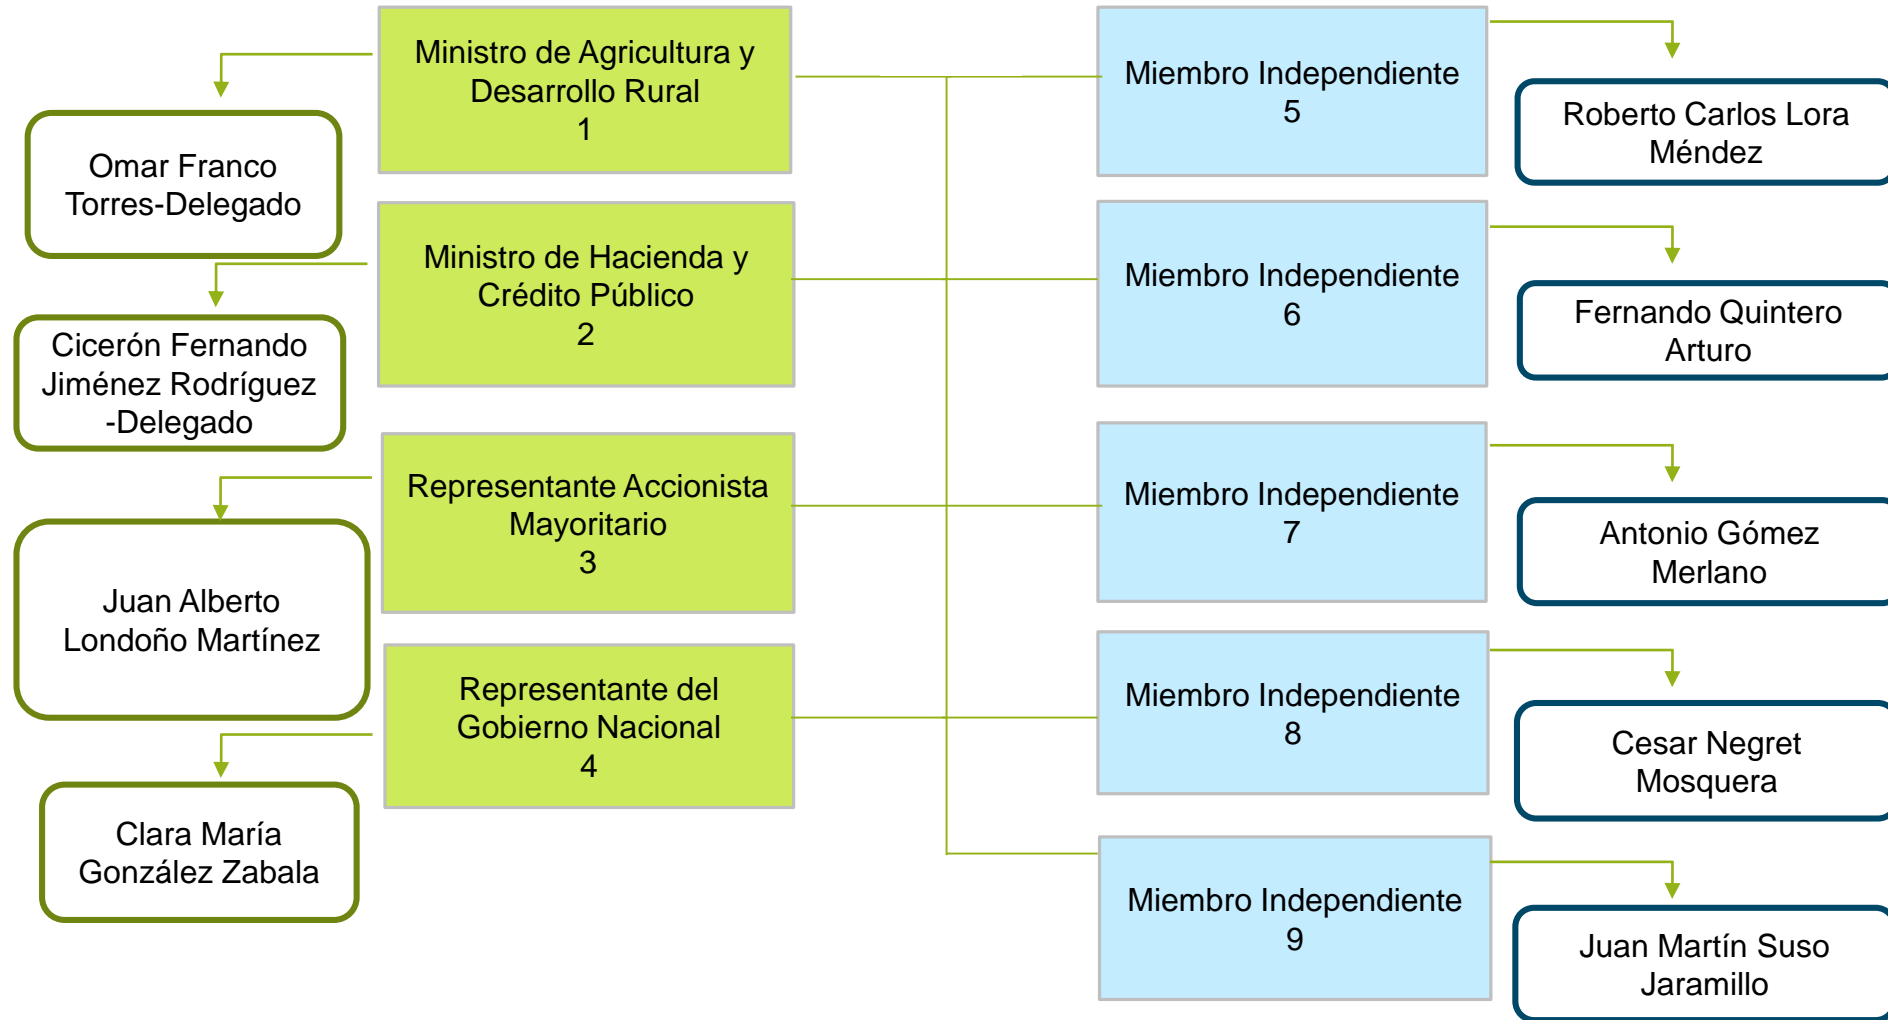 Ministro de Agricultura y
Desarrollo Rural
1
Omar Franco
Torres-Delegado
Ministro de Hacienda y
Crédito Público
2
Cicerón Fernando
Jiménez Rodríguez
-Delegado
Representante Accionista
Mayoritario
3
Juan Alberto
Londoño Martínez
Representante del
Gobierno Nacional
4
Clara María
González Zabala
Miembro Independiente
5
Roberto Carlos Lora
Méndez
Miembro Independiente
6
Fernando Quintero
Arturo
Miembro Independiente
7
Antonio Gómez
Merlano
Miembro Independiente
8
Cesar Negret
Mosquera
Miembro Independiente
9
Juan Martín Suso
Jaramillo